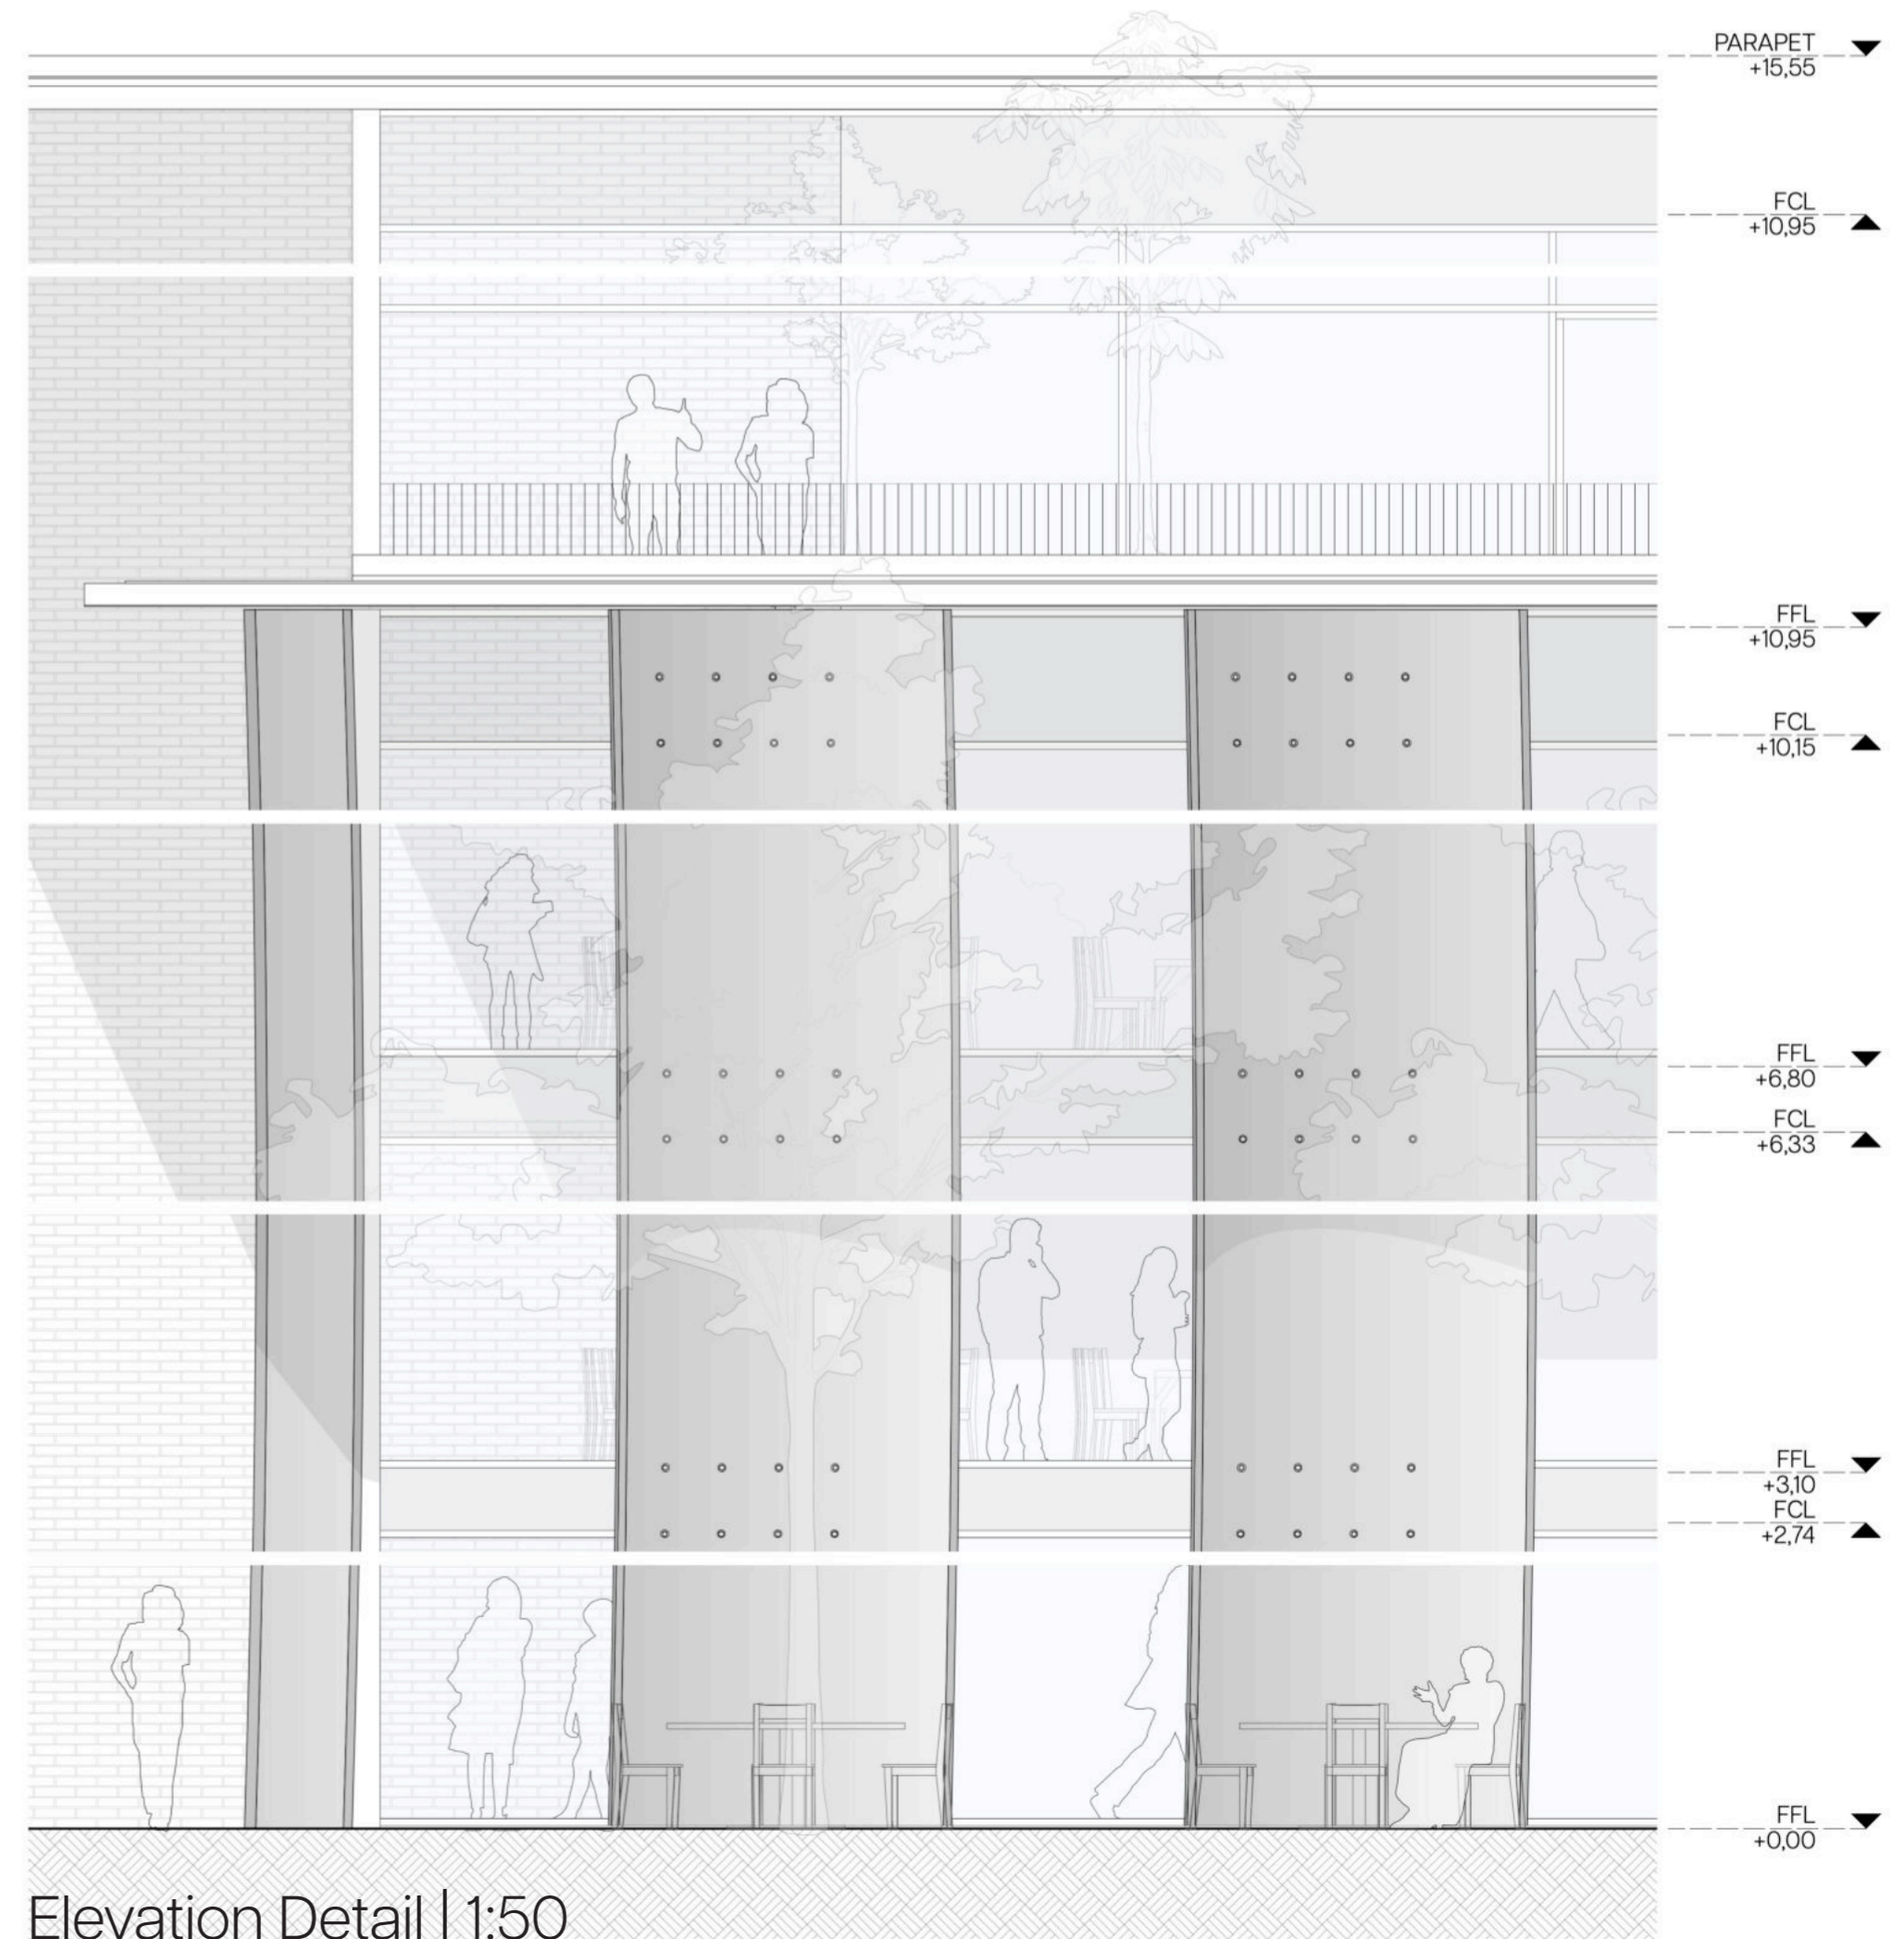 PARAPET
+15,55
FCL
+10,95
FFL
+10,95
FCL
+10,15
FFL
+6,80
FCL
+6,33
FFL
+3,10
FCL
+2,74
FFL
+0,00
Elevation Detail | 1:50